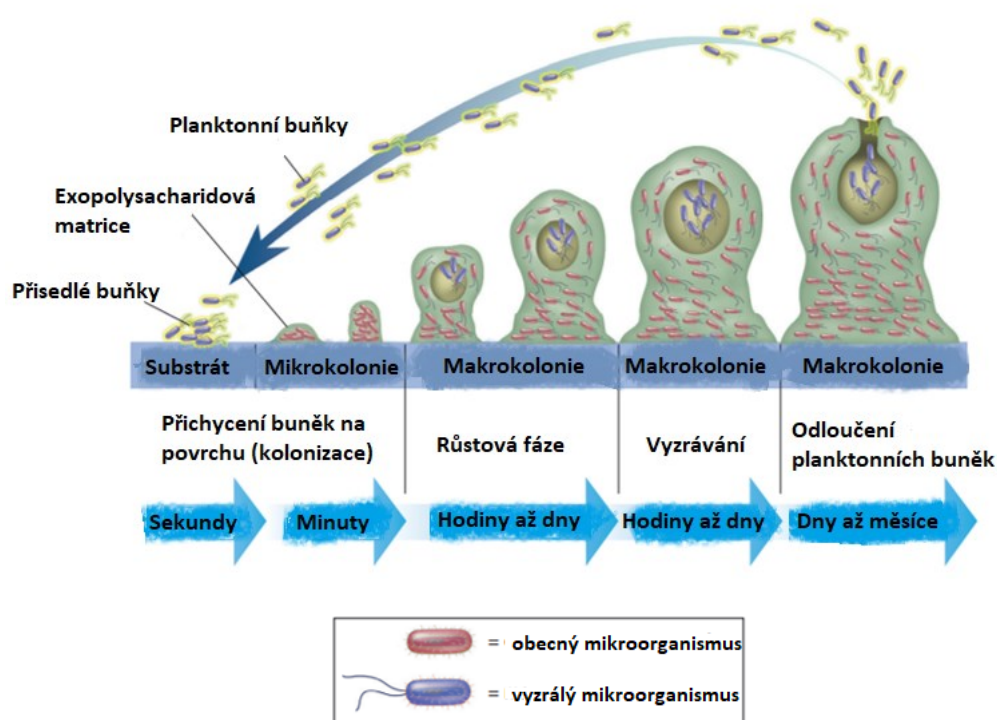 Planktonní buňky
Exopolysacharidová
matrice
Přisedlé buňky
Substrát
Mikrokolonie
Makrokolonie
Makrokolonie
Makrokolonie
Přichycení buněk na
povrchu (kolonizace)
Růstová fáze
Vyzrávání
Odloučení
planktonních buněk
Sekundy
Minuty
Hodiny až dny
Hodiny až dny
Dny až měsíce
= obecný mikroorganismus
= vyzrálý mikroorganismus